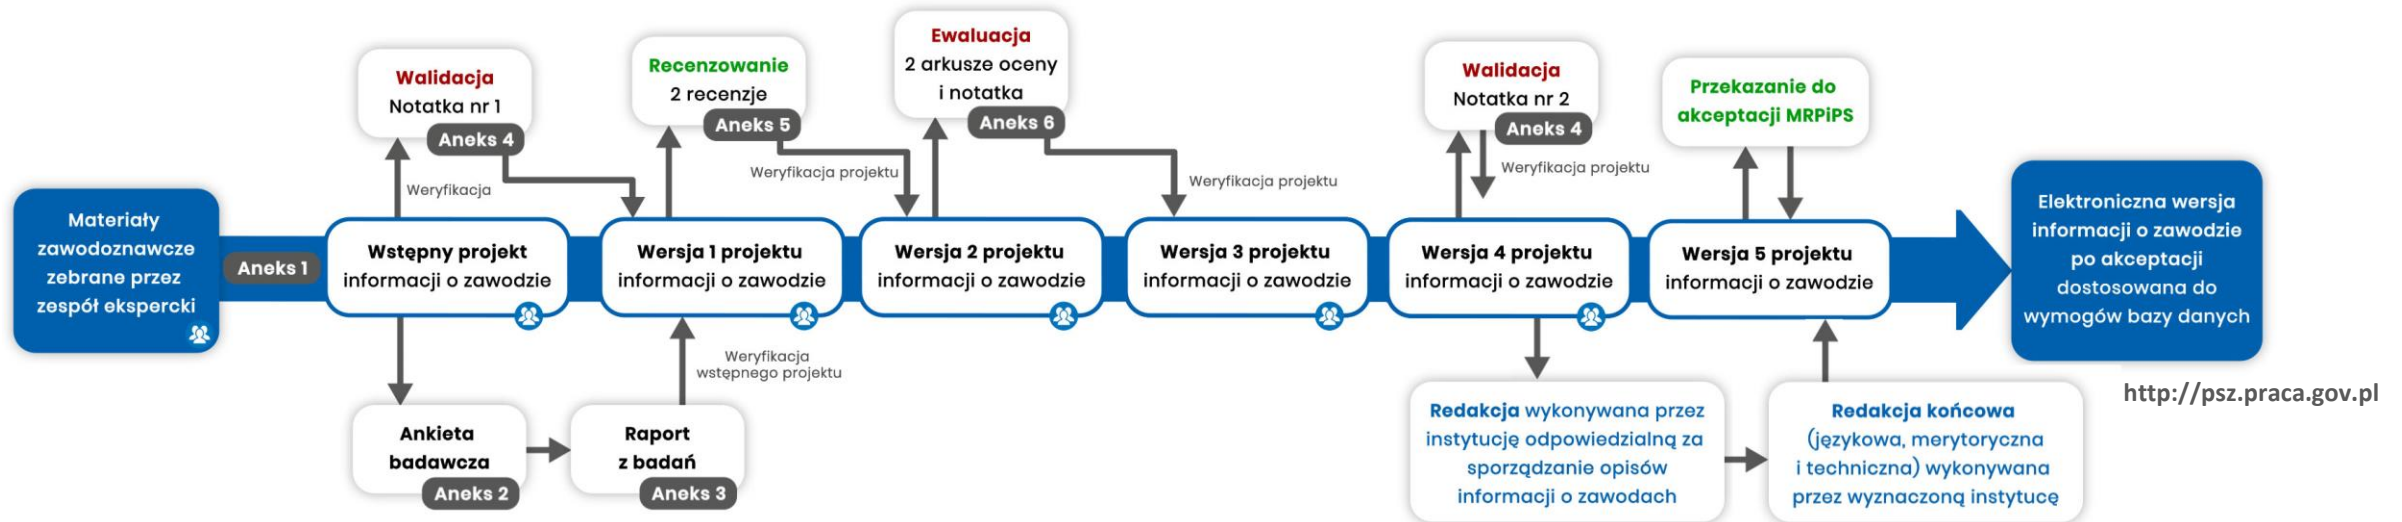 Materiały
zawodoznawcze
zebrane przez
zespół ekspercki
Aneks 1
Walidacja
Notatka nr 1
Aneks 4
Weryfikacja
Wstępny projekt
informacji o zawodzie
Ankieta
badawcza
Aneks 2
Raport
z badań
Aneks 3
Weryfikacja
wstępnego projektu
Recenzowanie
2 recenzje
Aneks 5
Weryfikacja projektu
Wersja 1 projektu
informacji o zawodzie
Ewaluacja
2 arkusze oceny
i notatka
Aneks 6
Weryfikacja projektu
Wersja 2 projektu
informacji o zawodzie
Wersja 3 projektu
informacji o zawodzie
Walidacja
Notatka nr 2
Aneks 4
Weryfikacja projektu
Wersja 4 projektu
informacji o zawodzie
Redakcja wykonywana przez
instytucję odpowiedzialną za
sporządzanie opisów
informacji o zawodach
Redakcja końcowa
(językowa, merytoryczna
i techniczna) wykonywana
przez wyznaczoną instytucę
Przekazanie do
akceptacji MRPiPS
Wersja 5 projektu
informacji o zawodzie
Elektroniczna wersja
informacji o zawodzie
po akceptacji
dostosowana do
wymogów bazy danych
http://psz.praca.gov.pl